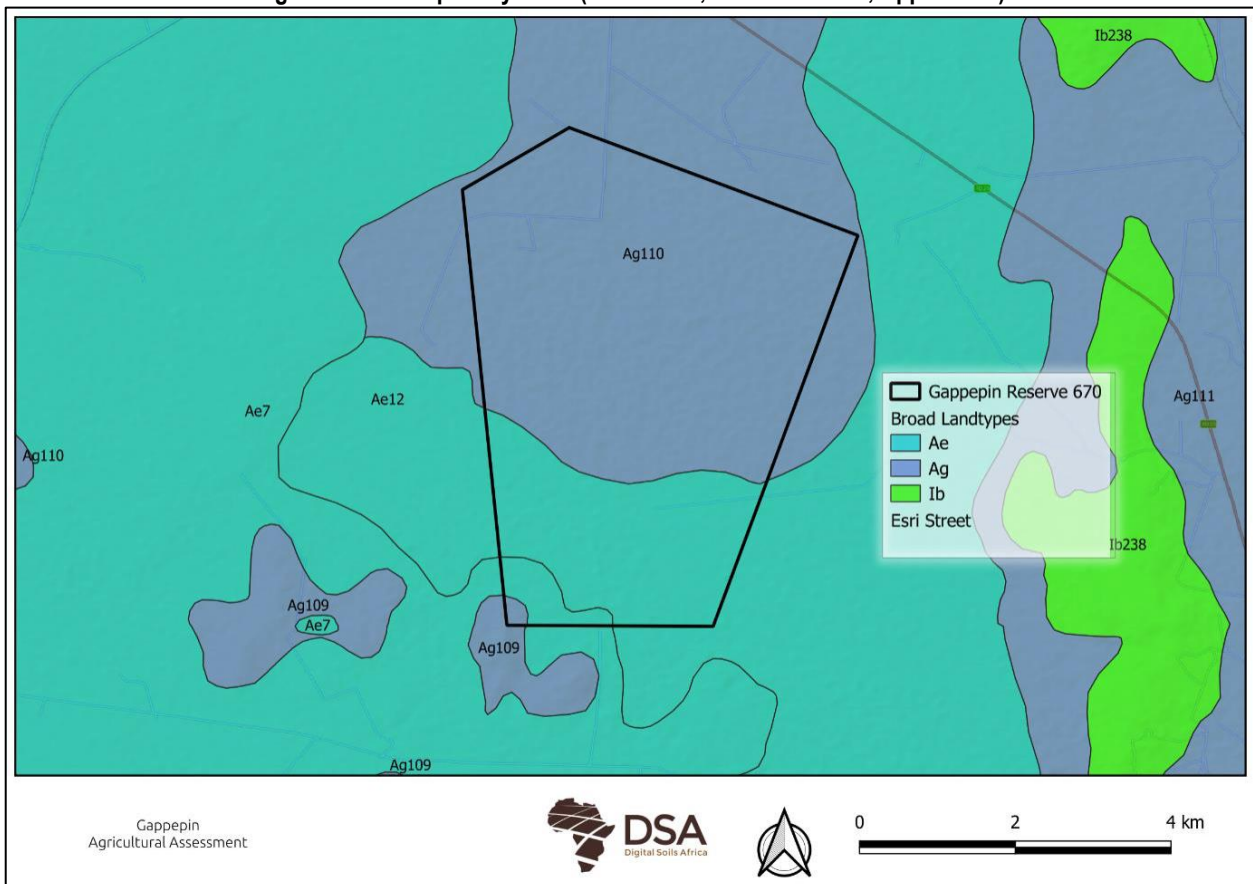 Ib238
Ag110
Ae12
Ae7
Ag111
Ag110
Gappepin Reserve 670
Broad Landtypes
Ae
Ag
Ib
Esri Street
Ib238
Ag109
Ae7
Ag109
Ag109
Gappepin
Agricultural Assessment
DSA
Digital Soils Africa
0 2 4 km